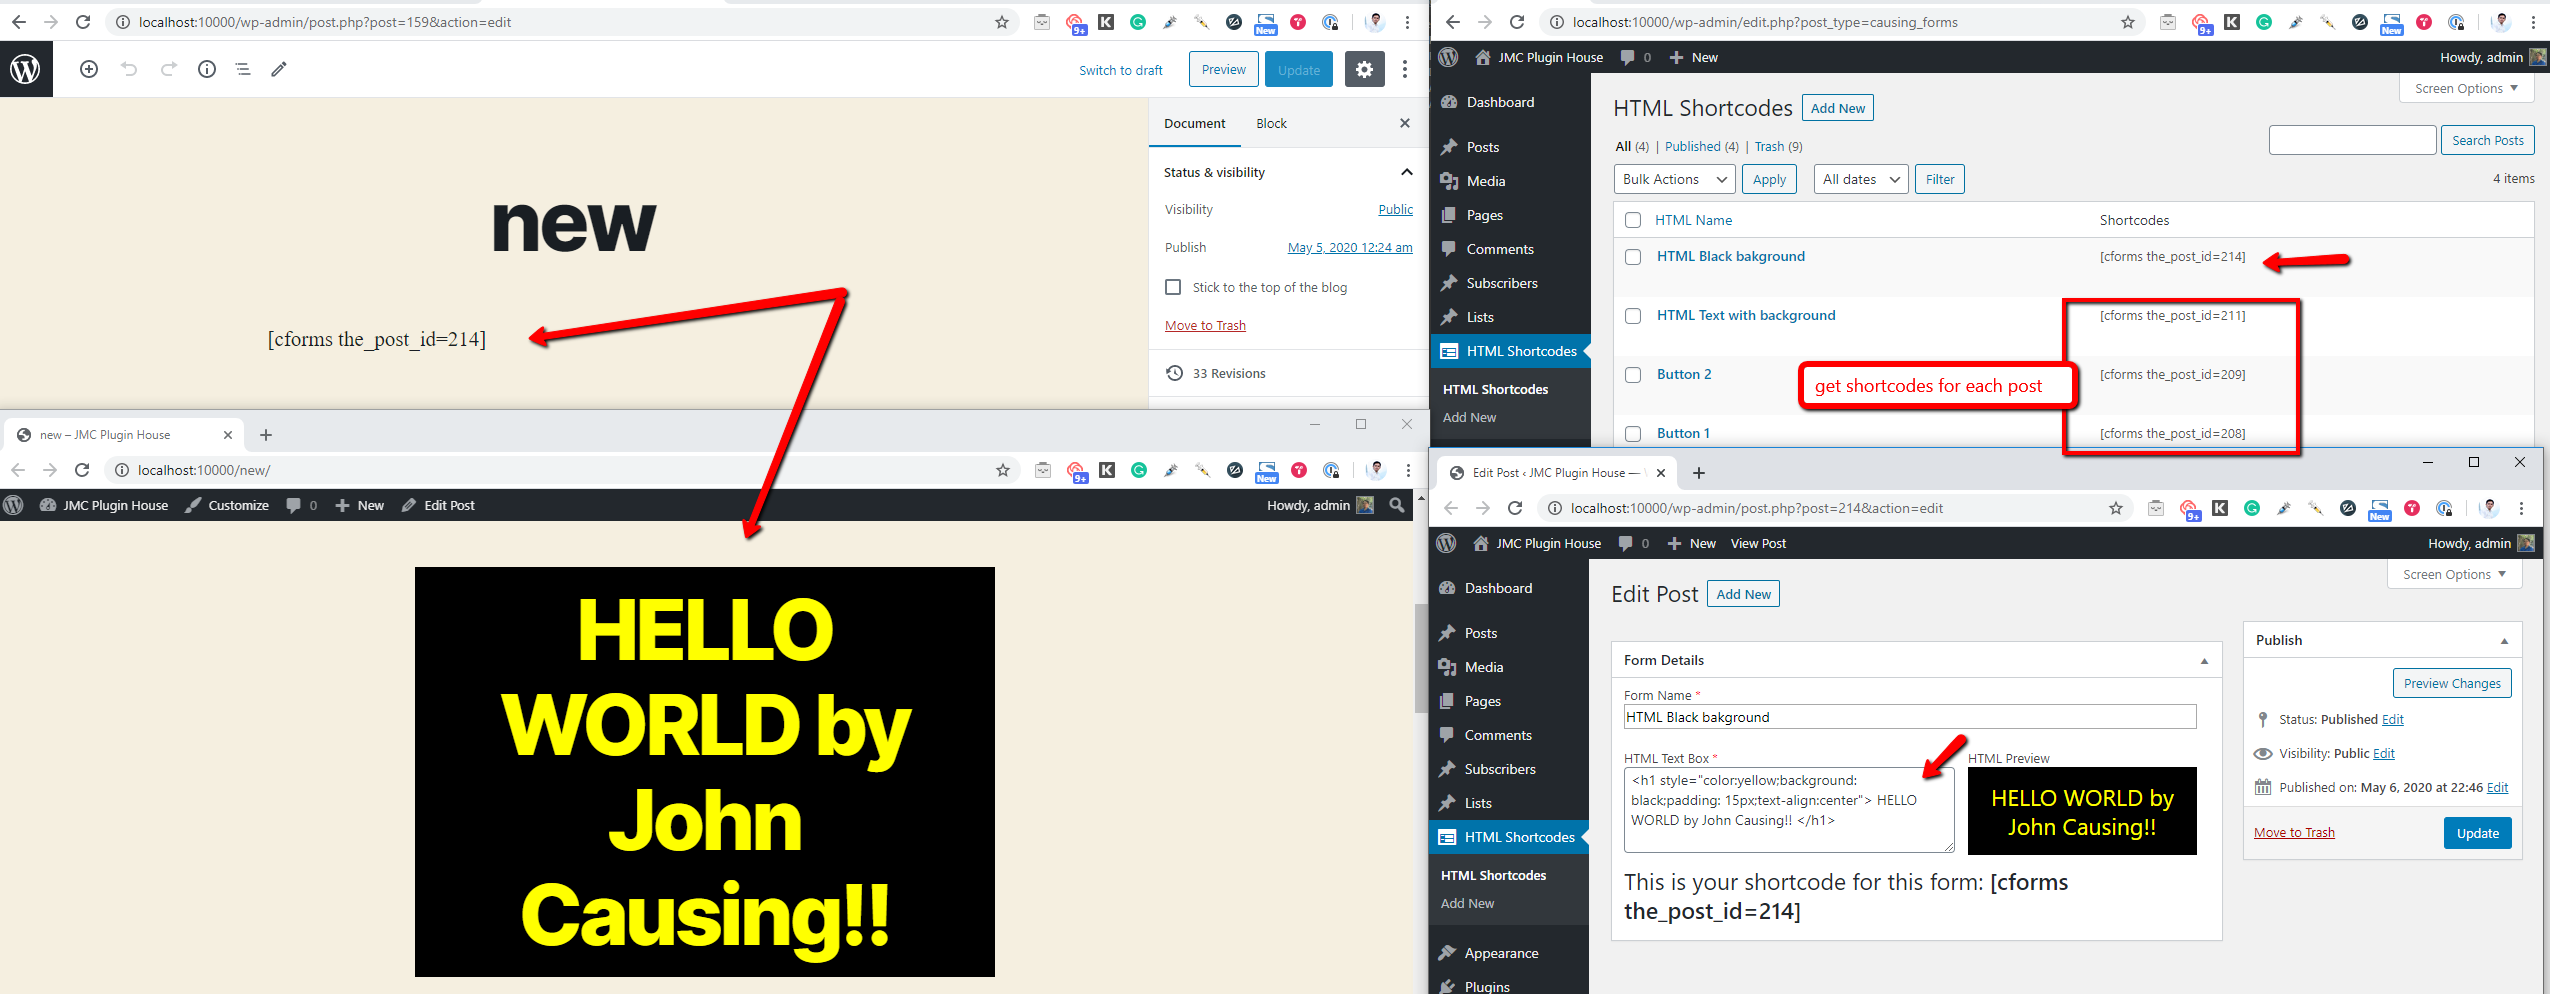 localhost:10000/wp-admin/post.php?post=159&action=edit
9+
New
Switch to draft
Preview
Update
new
[cforms the_post_id=214]
Document
Block
Status & visibility
Visibility
Public
Publish
May 5, 2020 12:24 am
Stick to the top of the blog
Move to Trash
33 Revisions
localhost:10000/wp-admin/edit.php?post_type=causing_forms
9+
New
JMC Plugin House
0
New
Howdy, admin
Dashboard
Posts
Media
Pages
Comments
Subscribers
Lists
HTML Shortcodes
HTML Shortcodes
Add New
Screen Options
HTML Shortcodes
Add New
All (4) | Published (4) | Trash (9)
Search Posts
Bulk Actions
Apply
All dates
Filter
4 items
HTML Name
Shortcodes
HTML Black bakground
[cforms the_post_id=214]
HTML Text with background
[cforms the_post_id=211]
Button 2
[cforms the_post_id=209]
get shortcodes for each post
Button 1
[cforms the_post_id=208]
new – JMC Plugin House
localhost:10000/new/
9+
New
JMC Plugin House
Customize
0
New
Edit Post
Howdy, admin
HELLO
WORLD by
John
Causing!!
Edit Post ‹ JMC Plugin House —
localhost:10000/wp-admin/post.php?post=214&action=edit
9+
New
JMC Plugin House
0
New
View Post
Howdy, admin
Dashboard
Posts
Media
Pages
Comments
Subscribers
Lists
HTML Shortcodes
HTML Shortcodes
Add New
Appearance
Plugins
Screen Options
Edit Post
Add New
Form Details
Form Name *
HTML Black bakground
HTML Text Box *
<h1 style="color:yellow;background:
black;padding: 15px;text-align:center"> HELLO
WORLD by John Causing!! </h1>
HTML Preview
HELLO WORLD by
John Causing!!
This is your shortcode for this form: [cforms
the_post_id=214]
Publish
Preview Changes
Status: Published Edit
Visibility: Public Edit
Published on: May 6, 2020 at 22:46 Edit
Move to Trash
Update